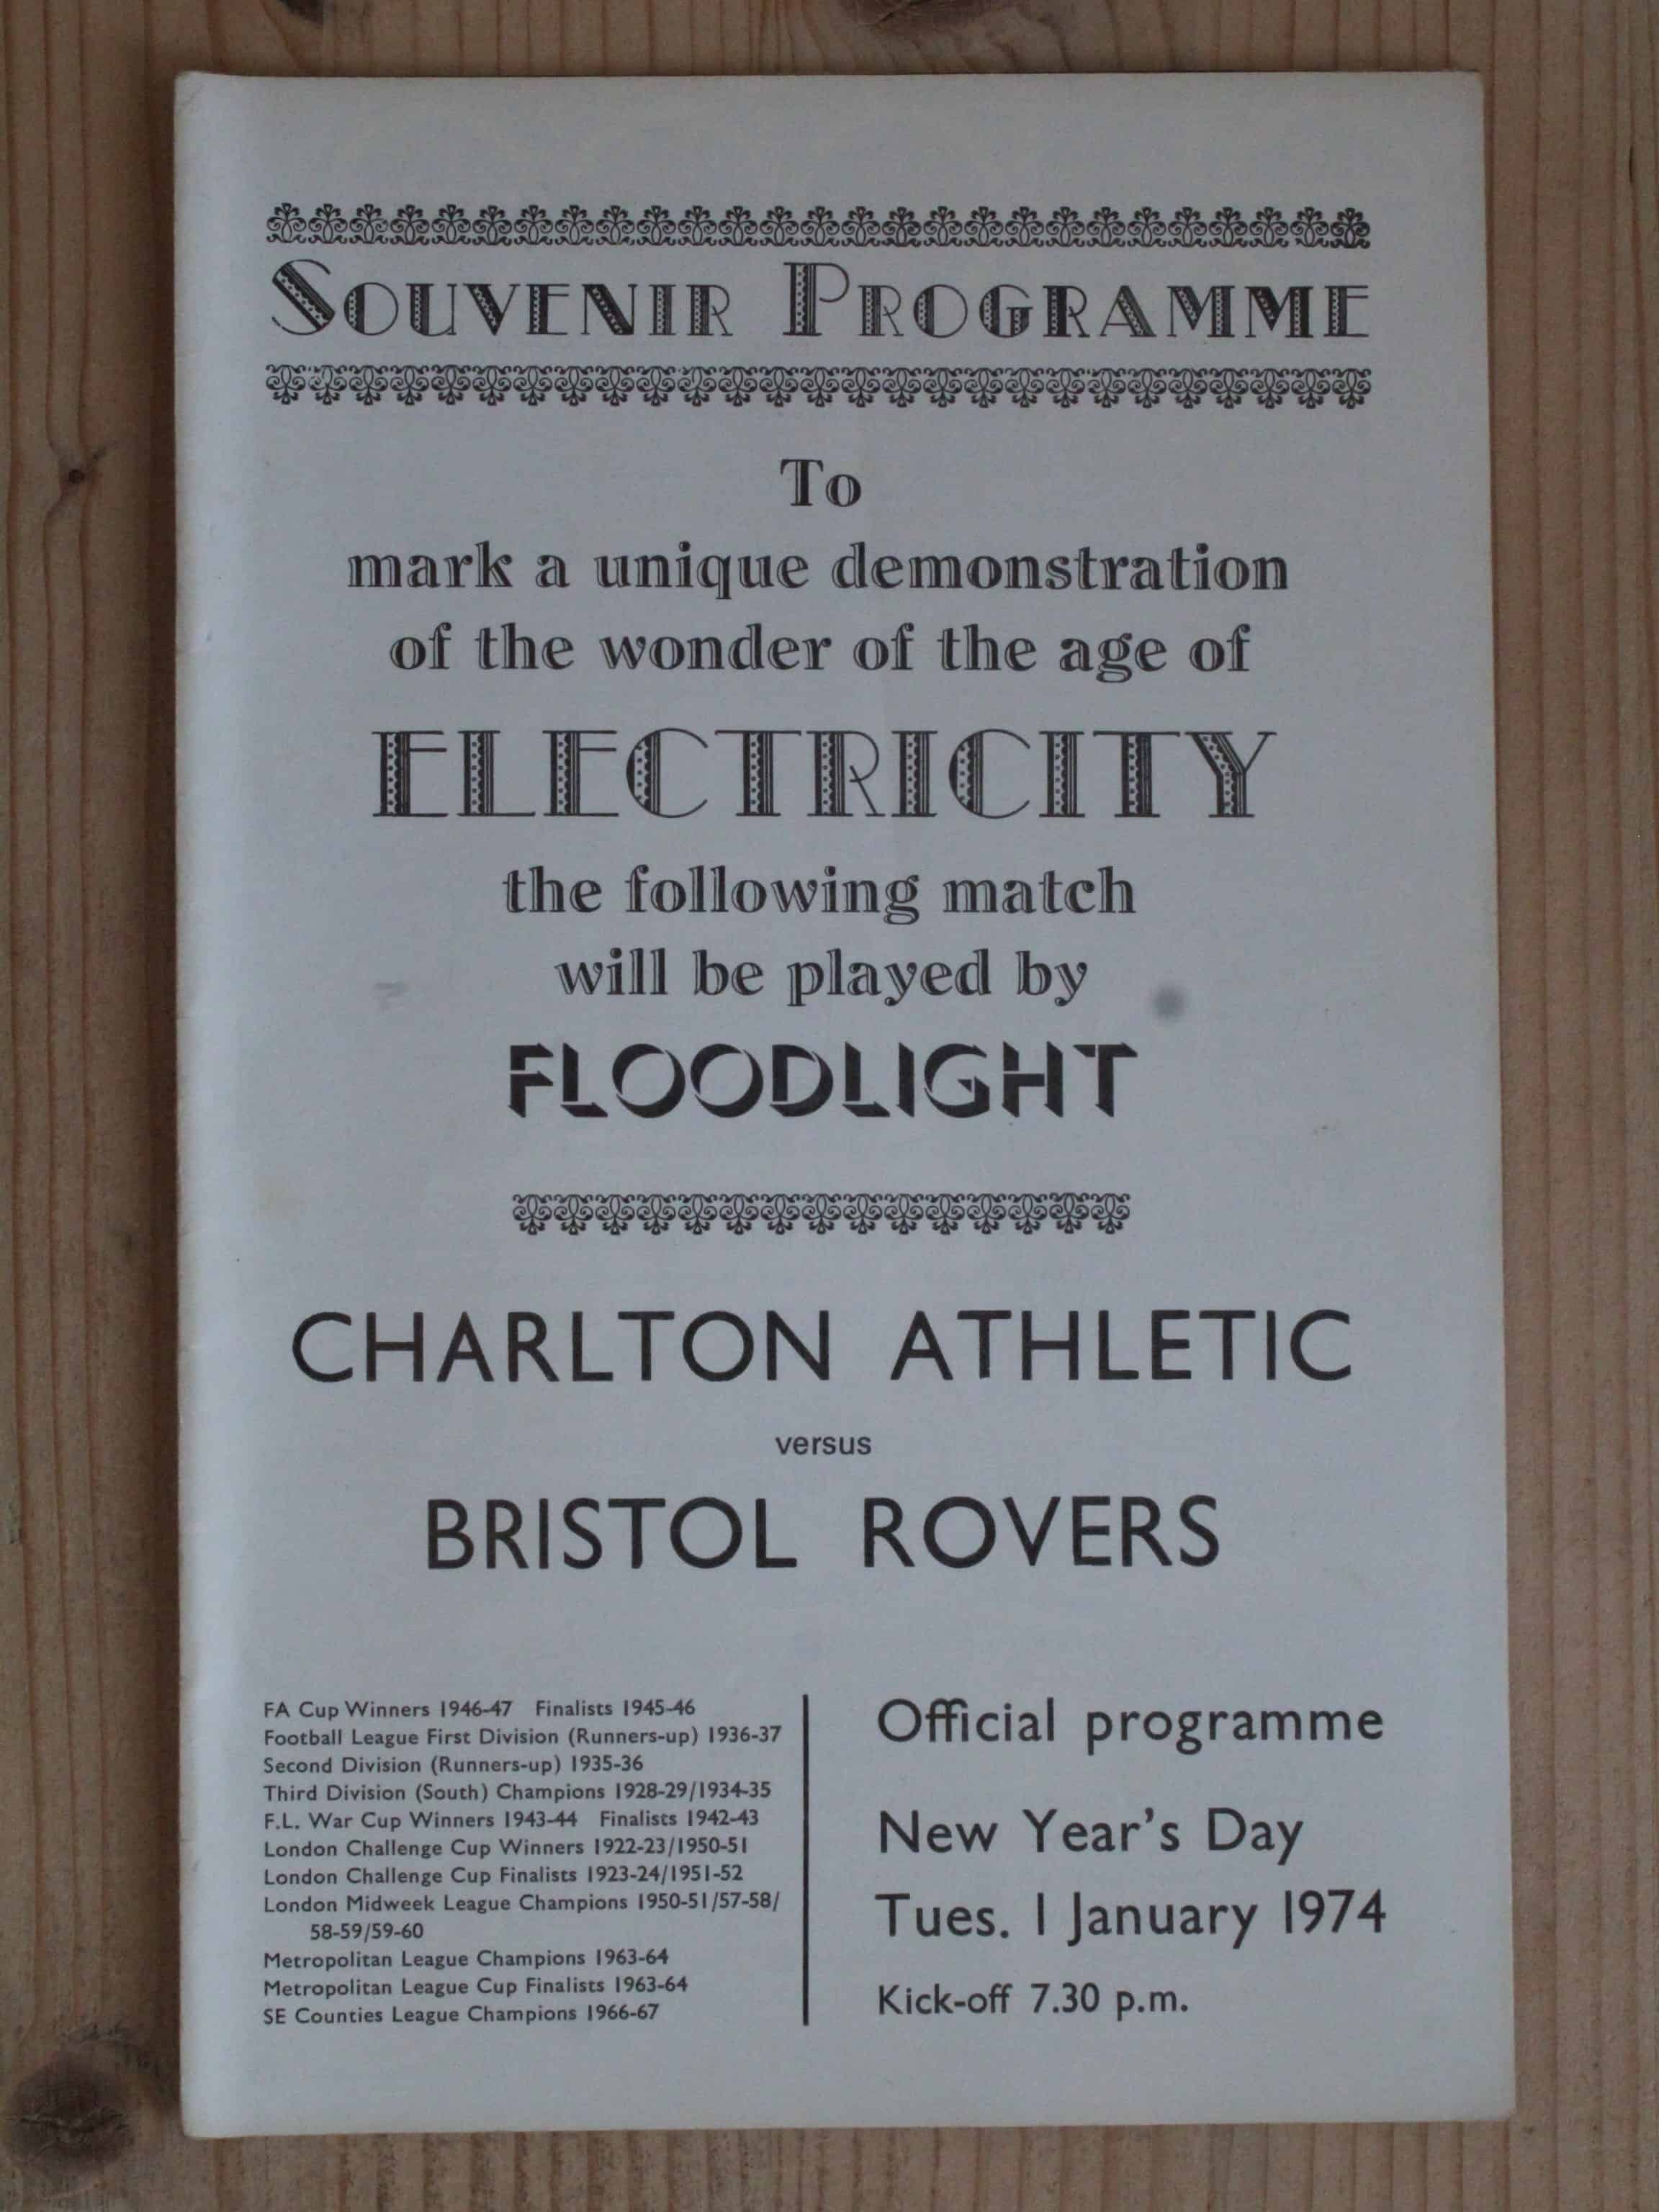 SOUVENIR PROGRAMME
To
mark a unique demonstration
of the wonder of the age of
ELECTRICITY
the following match
will be played by
FLOODLIGHT
CHARLTON ATHLETIC
versus
BRISTOL ROVERS
FA Cup Winners 1946-47 Finalists 1945-46
Football League First Division (Runners-up) 1936-37
Second Division (Runners-up) 1935-36
Third Division (South) Champions 1928-29/1934-35
F.L. War Cup Winners 1943-44 Finalists 1942-43
London Challenge Cup Winners 1922-23/1950-51
London Challenge Cup Finalists 1923-24/1951-52
London Midweek League Champions 1950-51/57-58/
58-59/59-60
Metropolitan League Champions 1963-64
Metropolitan League Cup Finalists 1963-64
SE Counties League Champions 1966-67
Official programme
New Year's Day
Tues. 1 January 1974
Kick-off 7.30 p.m.